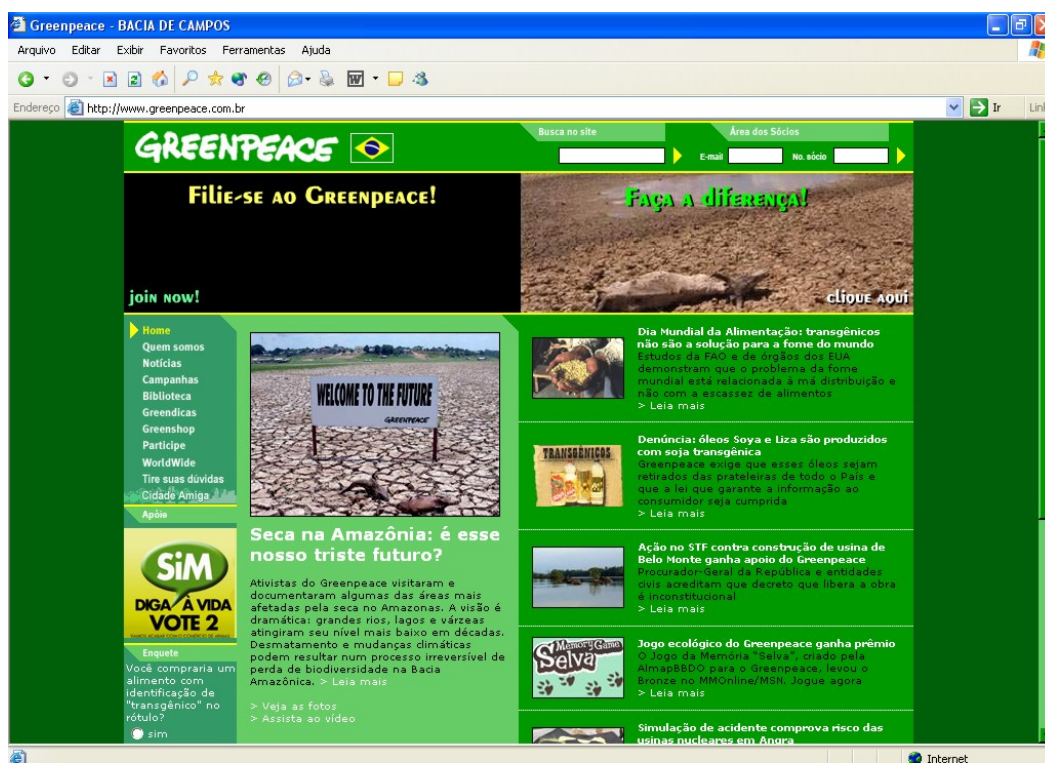 Greenpeace - BACIA DE CAMPOS
Arquivo Editar Exibir Favoritos Ferramentas Ajuda
Endereço http://www.greenpeace.com.br Ir Lin
GREENPEACE
Busca no site
Área dos Sócios
E-mail No. sócio
Filie-se ao Greenpeace!
Faça a diferença!
join now!
clique aqui
Home
Quem somos
Notícias
Campanhas
Biblioteca
Greendicas
Greenshop
Participe
WorldWide
Tire suas dúvidas
Cidade Amiga
Apóie
SiM
DIGA À VIDA
VOTE 2
VAMOS ACABAR COM O COMÉRCIO DE ARMAS
Enquete
Você compraria um
alimento com
identificação de
"transgênico" no
rótulo?
sim
WELCOME TO THE FUTURE
GREENPEACE
Seca na Amazônia: é esse
nosso triste futuro?
Ativistas do Greenpeace visitaram e
documentaram algumas das áreas mais
afetadas pela seca no Amazonas. A visão é
dramática: grandes rios, lagos e várzeas
atingiram seu nível mais baixo em décadas.
Desmatamento e mudanças climáticas
podem resultar num processo irreversível de
perda de biodiversidade na Bacia
Amazônica. > Leia mais
> Veja as fotos
> Assista ao vídeo
Dia Mundial da Alimentação: transgênicos
não são a solução para a fome do mundo
Estudos da FAO e de órgãos dos EUA
demonstram que o problema da fome
mundial está relacionada à má distribuição e
não com a escassez de alimentos
> Leia mais
TRANSGÊNICOS
Denúncia: óleos Soya e Liza são produzidos
com soja transgênica
Greenpeace exige que esses óleos sejam
retirados das prateleiras de todo o País e
que a lei que garante a informação ao
consumidor seja cumprida
> Leia mais
Ação no STF contra construção de usina de
Belo Monte ganha apoio do Greenpeace
Procurador-Geral da República e entidades
civis acreditam que decreto que libera a obra
é inconstitucional
> Leia mais
Memory Game
Selva
Jogo ecológico do Greenpeace ganha prêmio
O Jogo da Memória "Selva", criado pela
AlmapBBDO para o Greenpeace, levou o
Bronze no MMOnline/MSN. Jogue agora
> Leia mais
Simulação de acidente comprova risco das
usinas nucleares em Angra
Internet